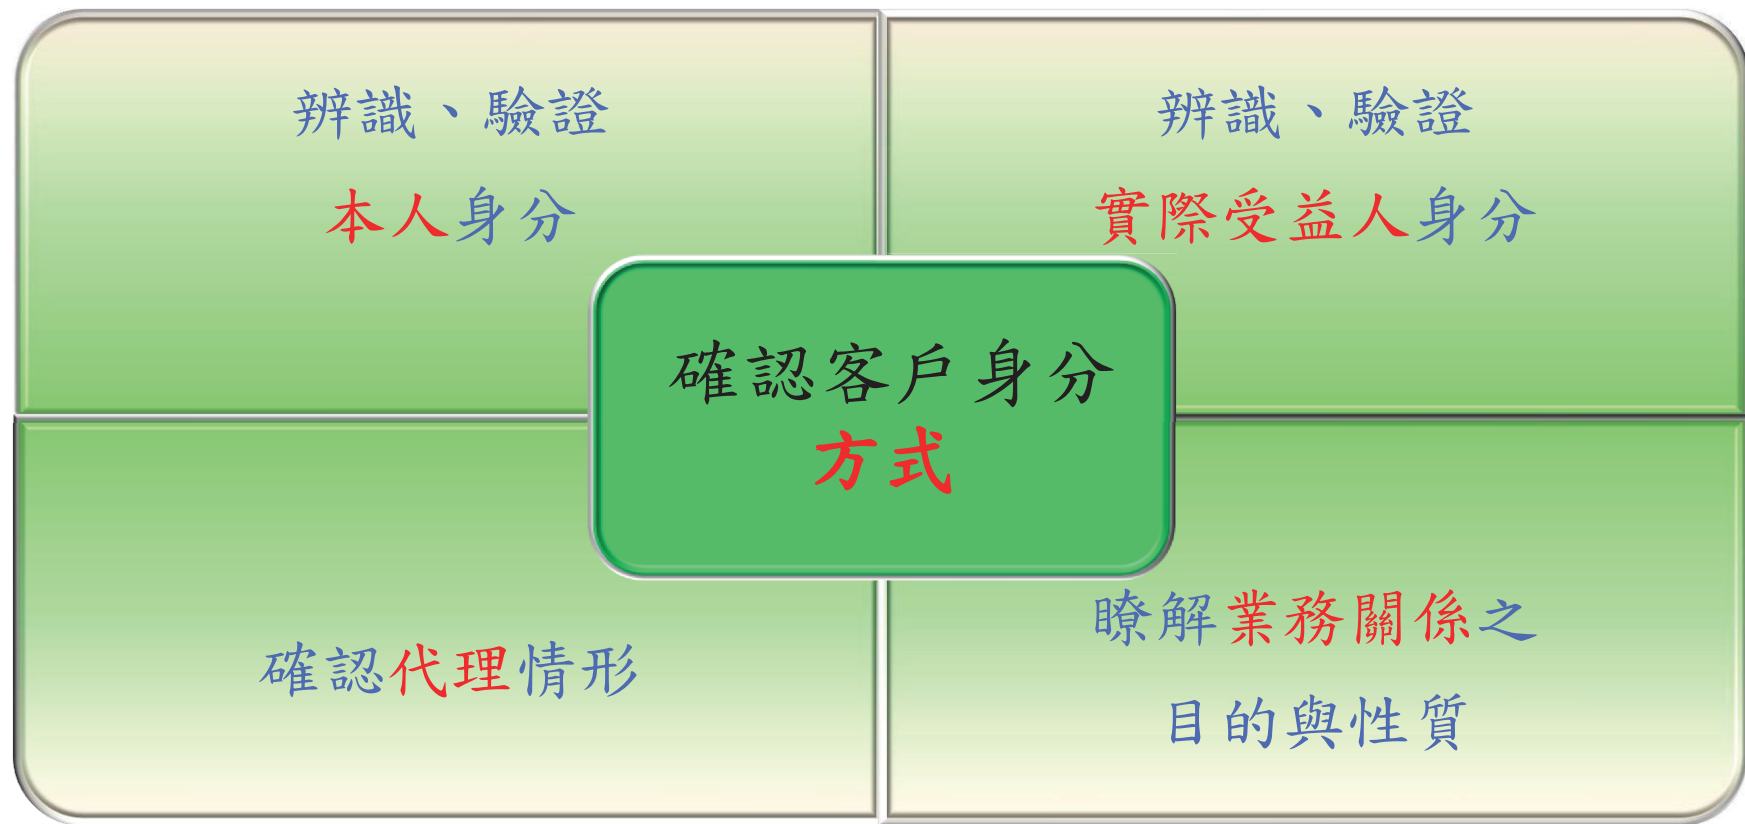 辨識、驗證
本人身分
辨識、驗證
實際受益人身分
確認客戶身分
方式
確認代理情形
瞭解業務關係之
目的與性質